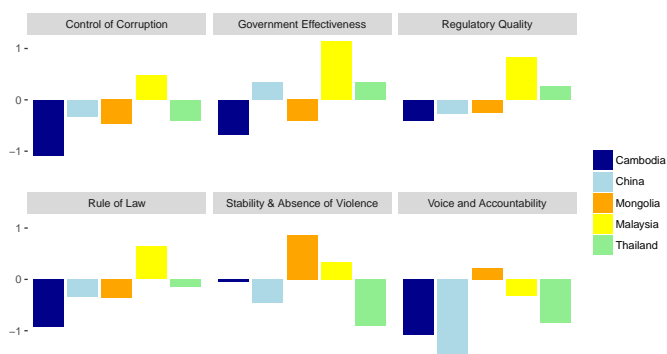 Control of Corruption
Government Effectiveness
Regulatory Quality
1
0
−1
Rule of Law
Stability & Absence of Violence
Voice and Accountability
1
0
−1
Cambodia
China
Mongolia
Malaysia
Thailand